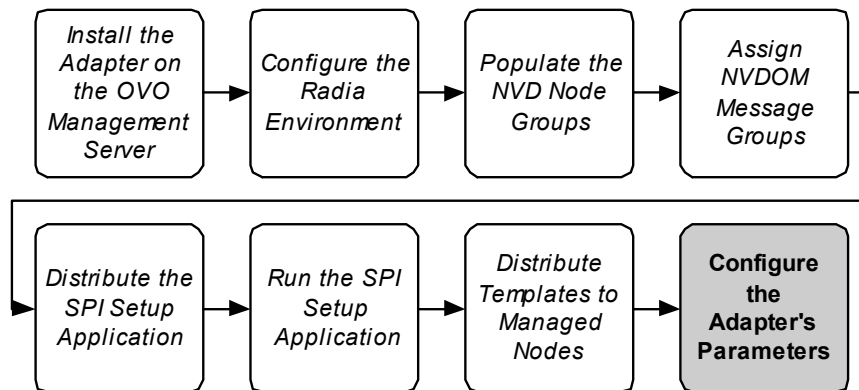 Install the
Adapter on
the OVO
Management
Server
Configure the
Radia
Environment
Populate the
NVD Node
Groups
Assign
NVDOM
Message
Groups
Distribute the
SPI Setup
Application
Run the SPI
Setup
Application
Distribute
Templates to
Managed
Nodes
Configure
the
Adapter's
Parameters